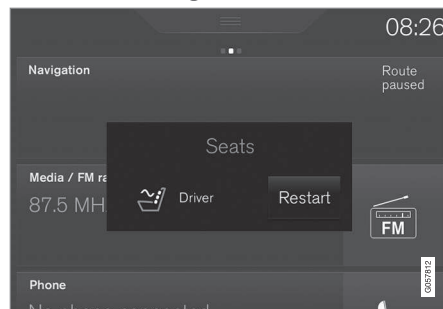 08:26
Navigation
Route
paused
Seats
Media / FM ra
87.5 MH
Driver
Restart
FM
Phone
G057812